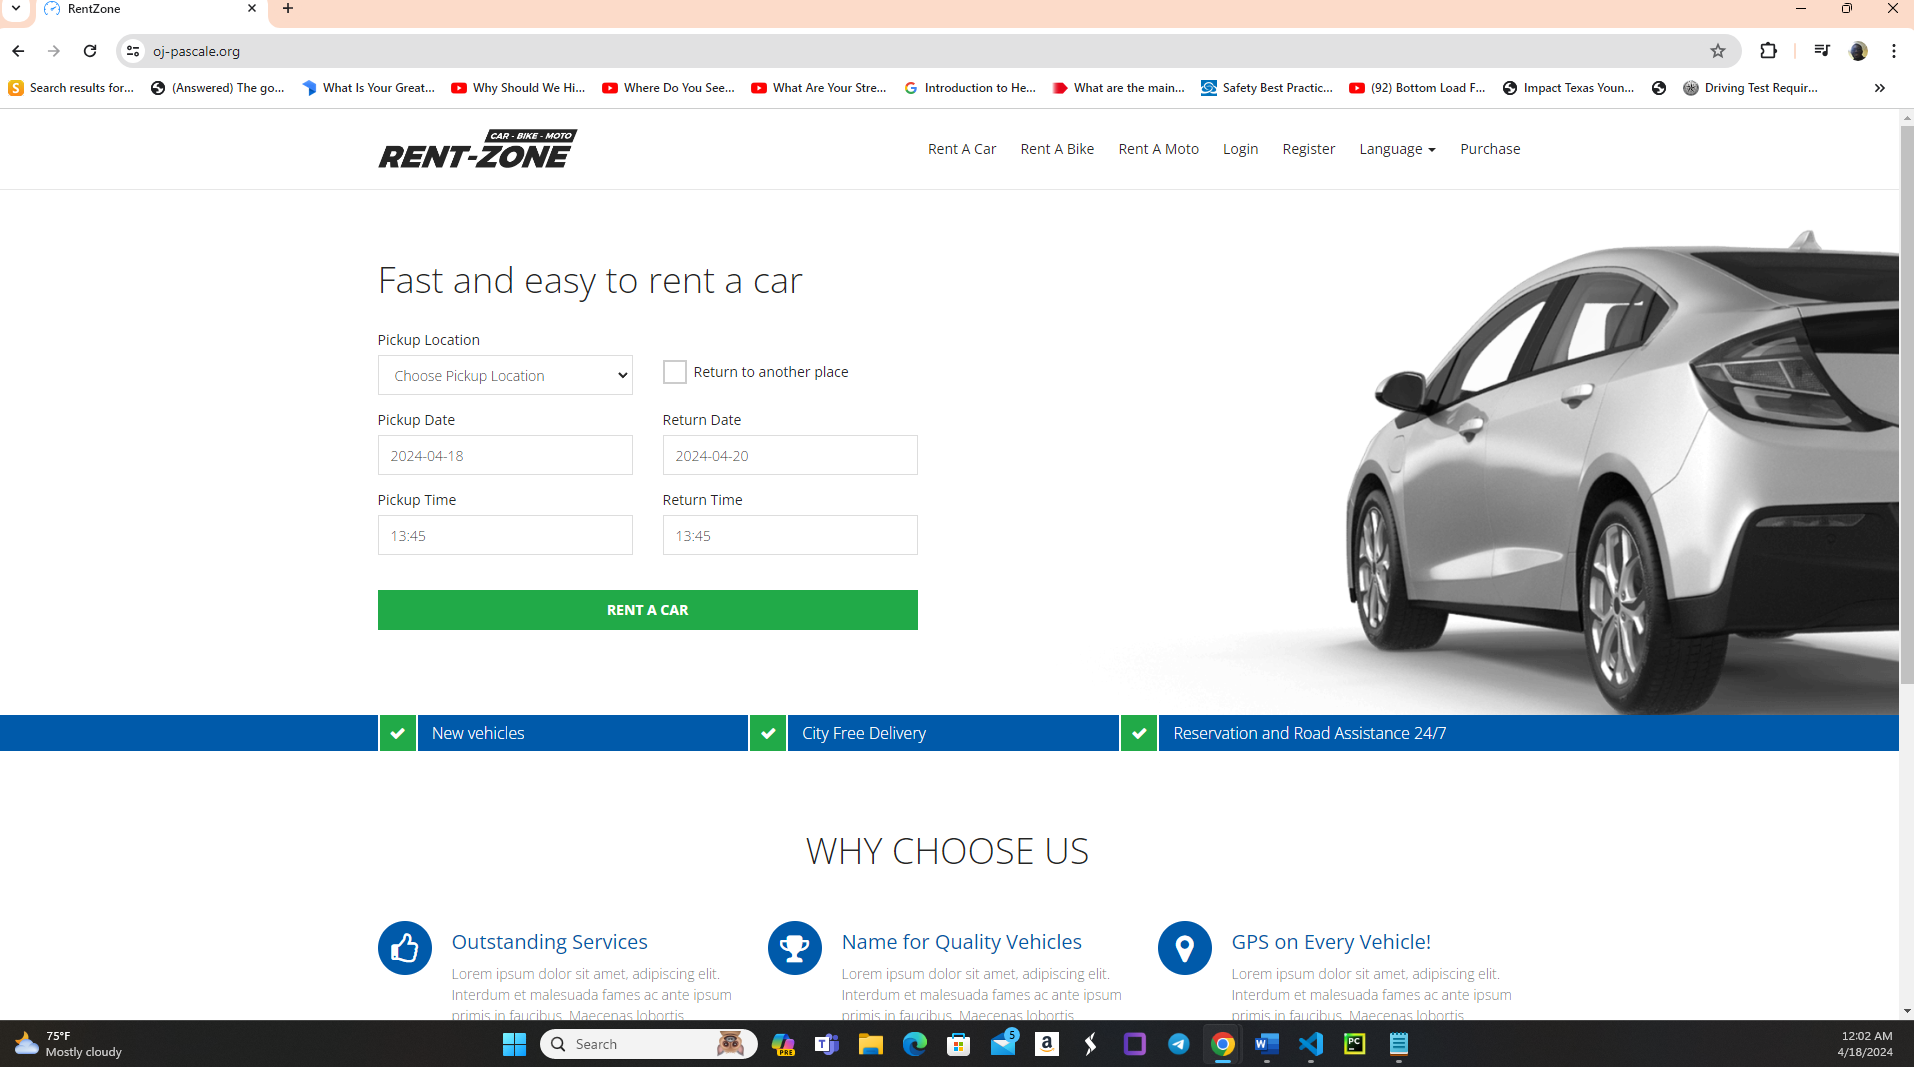 RentZone
oj-pascale.org
Search results for...
(Answered) The go...
What Is Your Great...
Why Should We Hi...
Where Do You See...
What Are Your Stre...
Introduction to He...
What are the main...
Safety Best Practic...
(92) Bottom Load F...
Impact Texas Youn...
Driving Test Requir...
CAR - BIKE - MOTO
RENT-ZONE
Rent A Car
Rent A Bike
Rent A Moto
Login
Register
Language
Purchase
Fast and easy to rent a car
Pickup Location
Choose Pickup Location
Return to another place
Pickup Date
Return Date
2024-04-18
2024-04-20
Pickup Time
Return Time
13:45
13:45
RENT A CAR
New vehicles
City Free Delivery
Reservation and Road Assistance 24/7
WHY CHOOSE US
Outstanding Services
Lorem ipsum dolor sit amet, adipiscing elit.
Interdum et malesuada fames ac ante ipsum
primis in faucibus. Maecenas lobortis
Name for Quality Vehicles
Lorem ipsum dolor sit amet, adipiscing elit.
Interdum et malesuada fames ac ante ipsum
primis in faucibus. Maecenas lobortis
GPS on Every Vehicle!
Lorem ipsum dolor sit amet, adipiscing elit.
Interdum et malesuada fames ac ante ipsum
primis in faucibus. Maecenas lobortis
75°F
Mostly cloudy
Search
PRE
5
PC
12:02 AM
4/18/2024